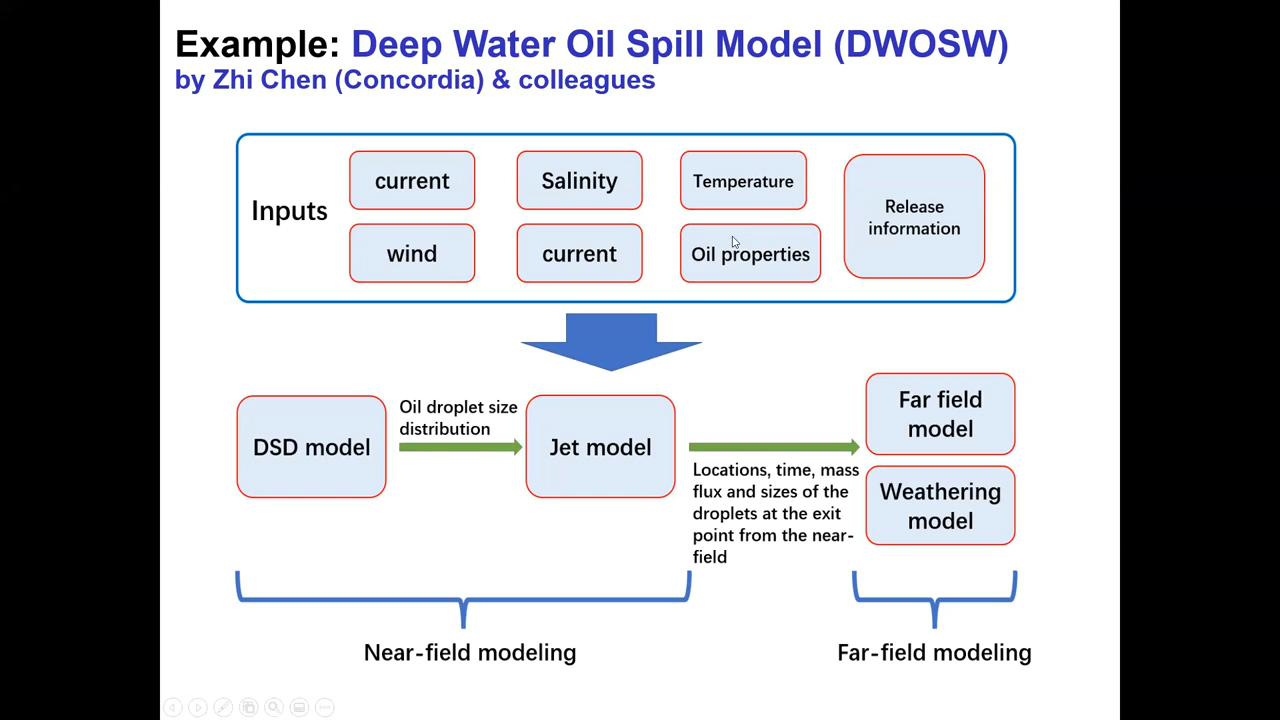 Example: Deep Water Oil Spill Model (DWOSW)
by Zhi Chen (Concordia) & colleagues
Inputs
current
Salinity
Temperature
Release
information
wind
current
Oil properties
DSD model
Oil droplet size
distribution
Jet model
Locations, time, mass
flux and sizes of the
droplets at the exit
point from the near-
field
Far field
model
Weathering
model
Near-field modeling
Far-field modeling